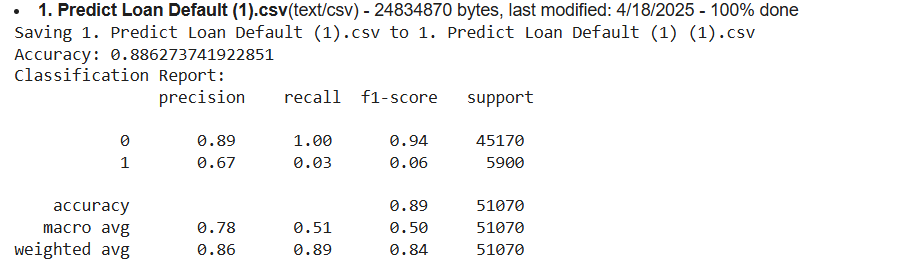 • 1. Predict Loan Default (1).csv(text/csv) - 24834870 bytes, last modified: 4/18/2025 - 100% done
Saving 1. Predict Loan Default (1).csv to 1. Predict Loan Default (1) (1).csv
Accuracy: 0.886273741922851
Classification Report:
precision recall f1-score support
0 0.89 1.00 0.94 45170
1 0.67 0.03 0.06 5900
accuracy 0.89 51070
macro avg 0.78 0.51 0.50 51070
weighted avg 0.86 0.89 0.84 51070